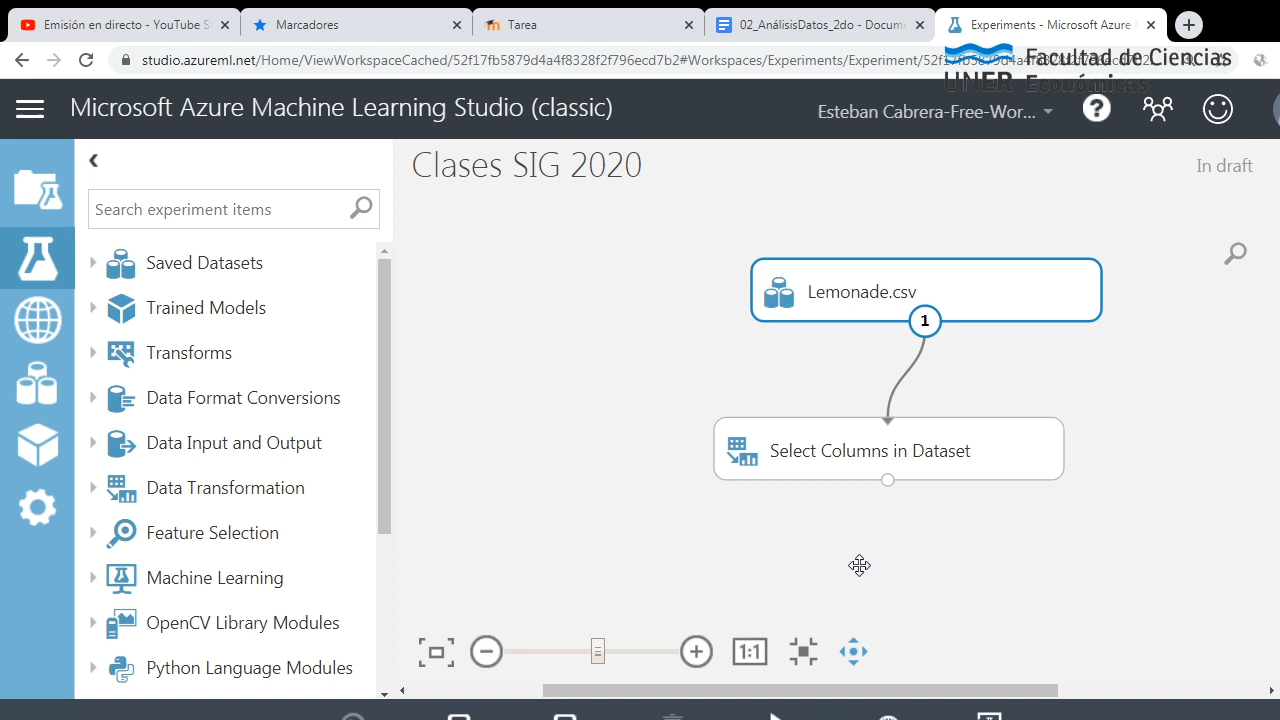 Emisión en directo - YouTube S
Marcadores
Tarea
02_AnálisisDatos_2do - Docume
Experiments - Microsoft Azure
studio.azureml.net/Home/ViewWorkspaceCached/52f17fb5879d4a4f8328f2f796ecd7b2#Workspaces/Experiments/Experiment/52f17fb5879d4a4f8328f2f796ecd7b2
UNER Facultad de Ciencias
Económicas
Microsoft Azure Machine Learning Studio (classic)
Esteban Cabrera-Free-Wor...
?
Clases SIG 2020
In draft
Search experiment items
Saved Datasets
Trained Models
Transforms
Data Format Conversions
Data Input and Output
Data Transformation
Feature Selection
Machine Learning
OpenCV Library Modules
Python Language Modules
Lemonade.csv
1
Select Columns in Dataset
1:1